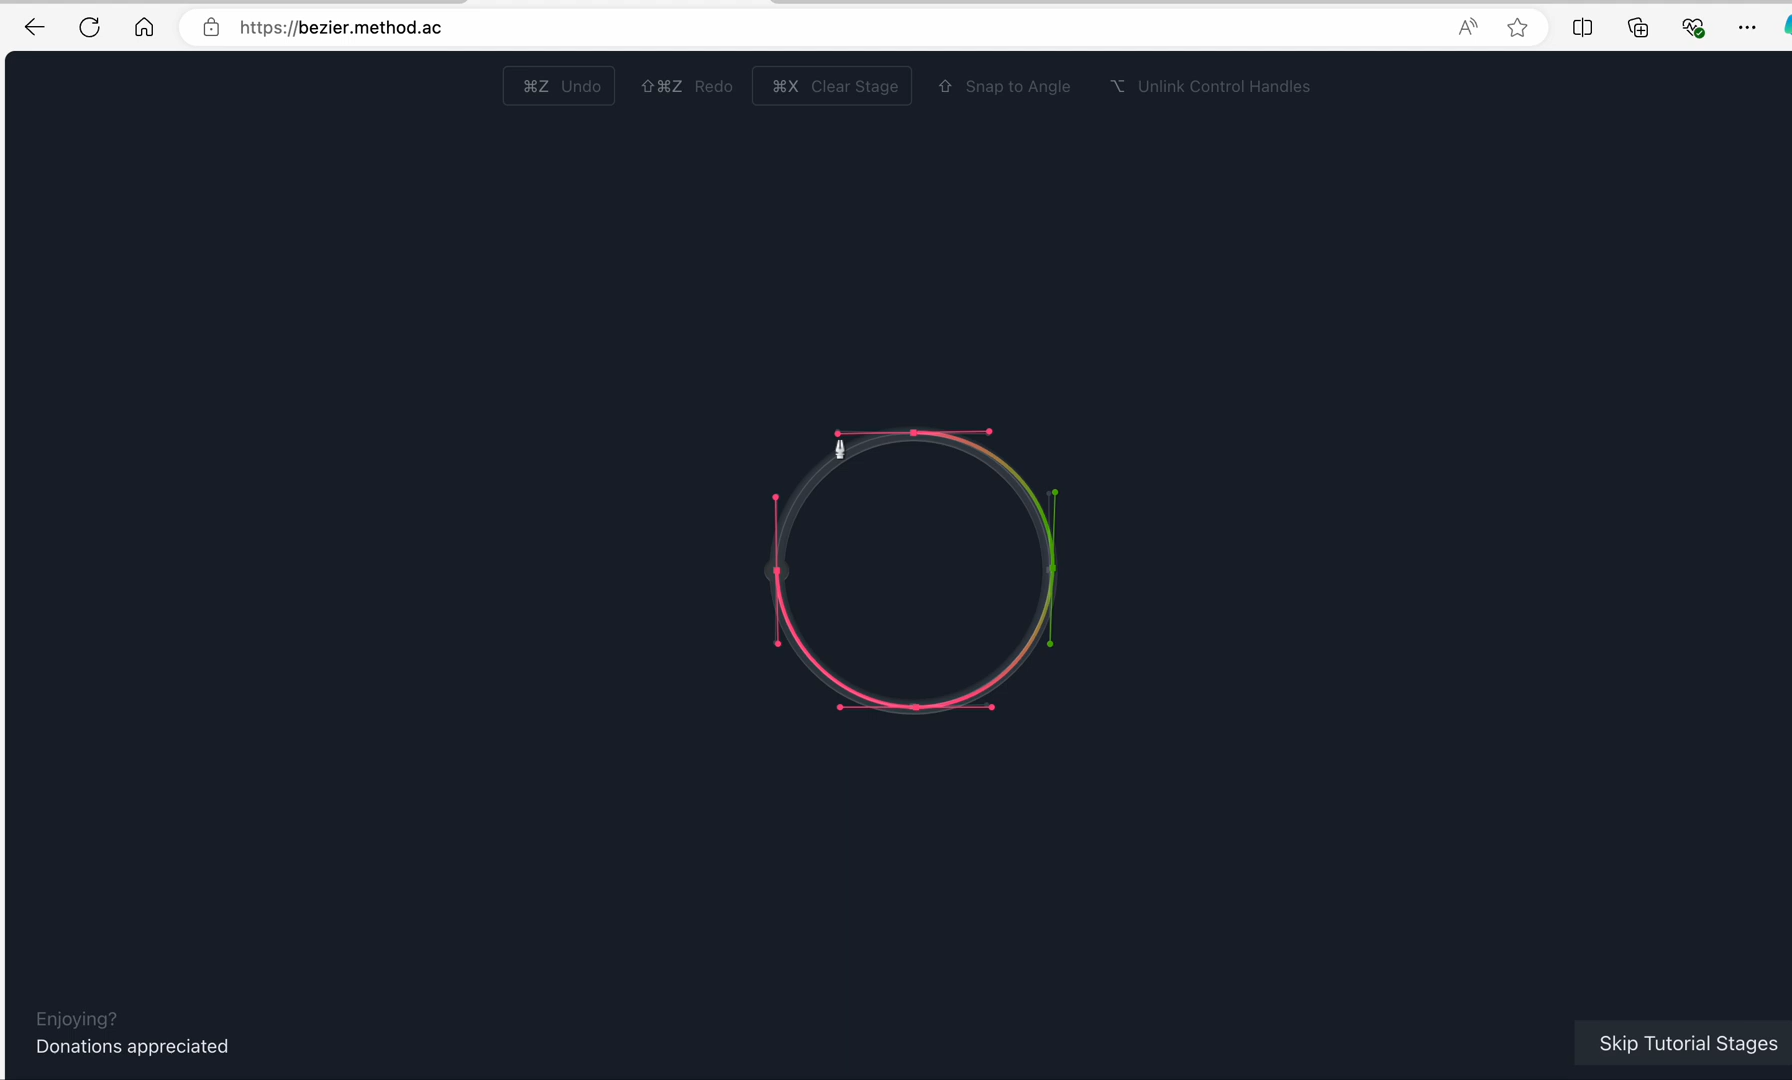 https://bezier.method.ac
⌘Z Undo ⇧⌘Z Redo ⌘X Clear Stage ⇧ Snap to Angle ⌥ Unlink Control Handles
Enjoying?
Donations appreciated
Skip Tutorial Stages